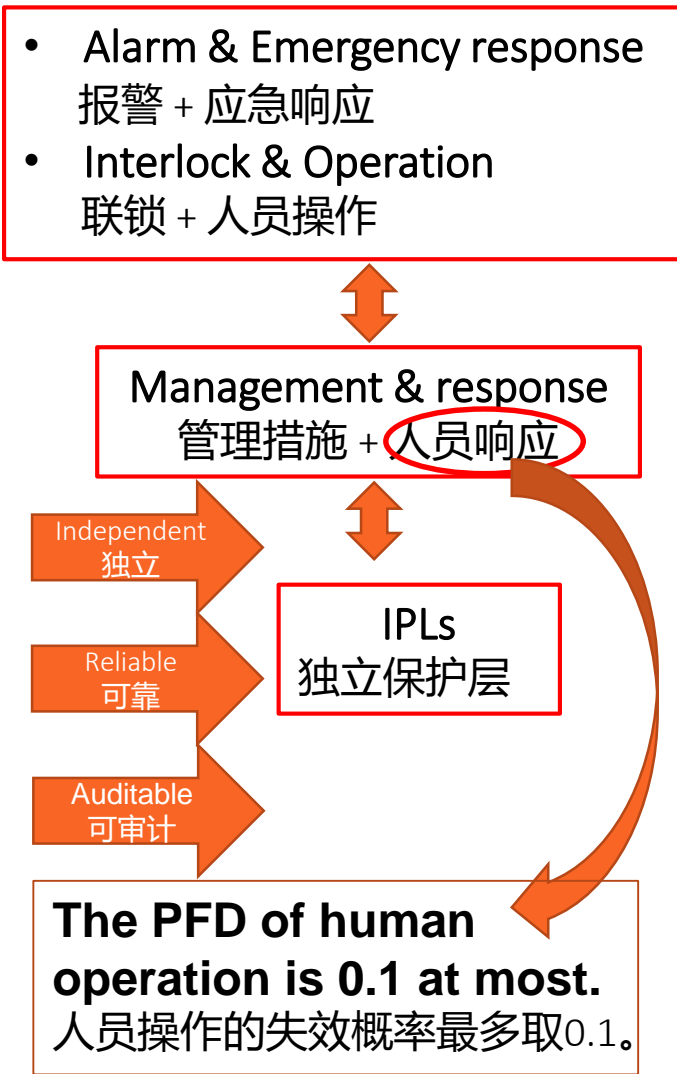 • Alarm & Emergency response
报警 + 应急响应
• Interlock & Operation
联锁 + 人员操作
Management & response
管理措施 + 人员响应
Independent
独立
IPLs
独立保护层
Reliable
可靠
Auditable
可审计
The PFD of human
operation is 0.1 at most.
人员操作的失效概率最多取0.1。